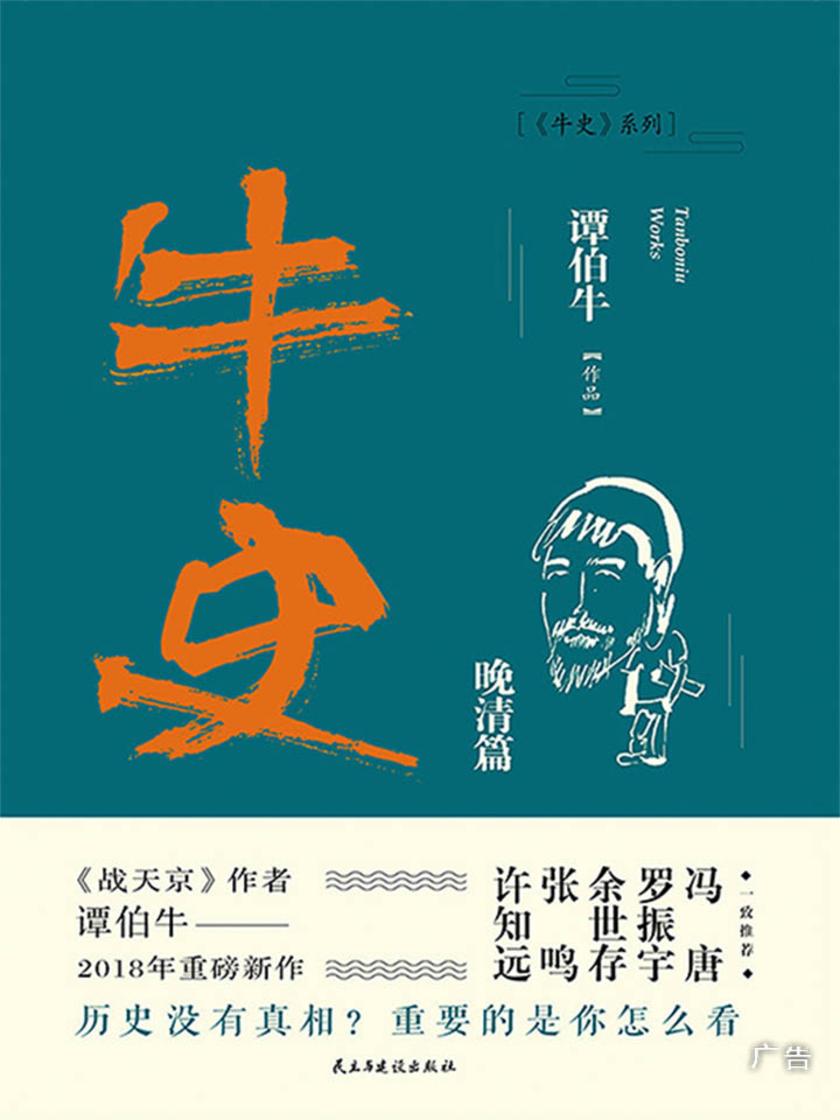 [《牛史》系列]
牛史
谭伯牛
【作品】
Tanboniu
Works
晚清篇
《战天京》作者
谭伯牛——
2018年重磅新作
冯唐
罗振宇
余世存
张鸣
许知远
◆一致推荐◆
历史没有真相？重要的是你怎么看
民主与建设出版社
广告